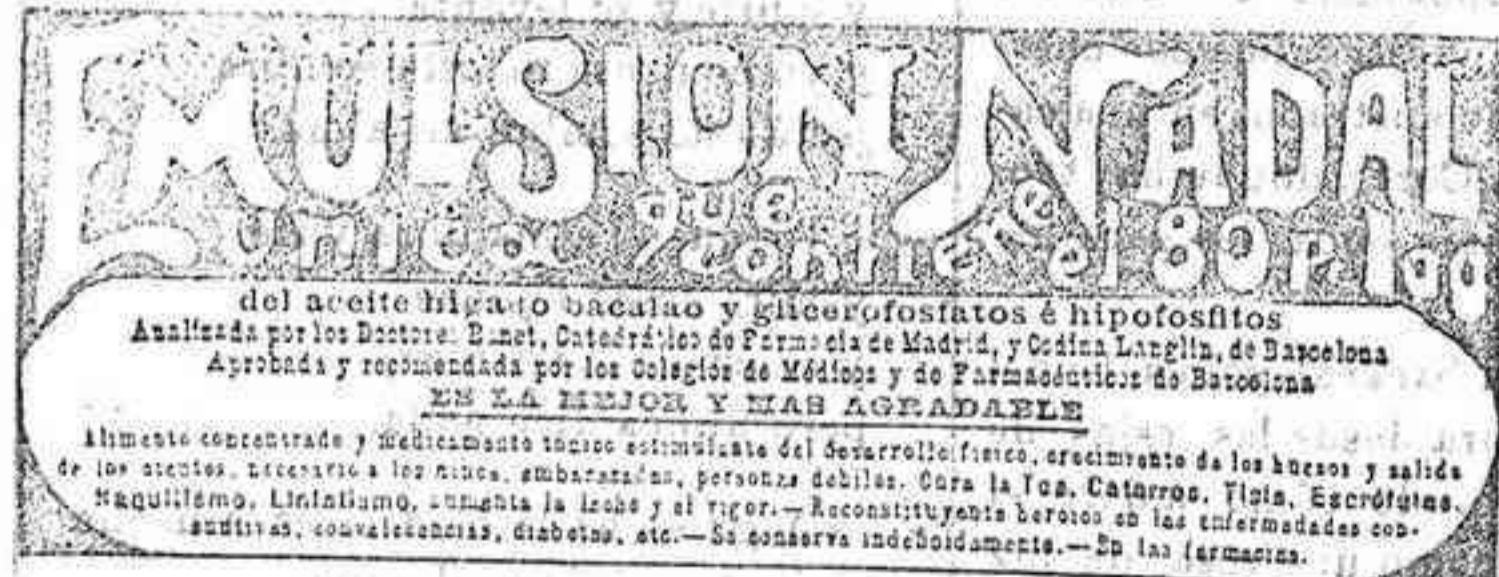 EMULSION NADAL
única que contiene el 80 p. 100
del aceite higado bacalao y glicerofosfatos é hipofosfitos
Analizada por los Doctores Bonet, Catedrático de Farmacia de Madrid, y Codina Langlin, de Barcelona
Aprobada y recomendada por los Colegios de Médicos y de Farmacéuticos de Barcelona
ES LA MEJOR Y MAS AGRADABLE
Alimento concentrado y medicamento tónico estimulante del desarrollo físico, crecimiento de los huesos y salida
de los dientes, necesario a los niños, embarazadas, personas debiles. Cura la Tos, Catarros, Tisis, Escrófulas,
Raquitismo, Linfatismo, aumenta la leche y el vigor.—Reconstituyente heroico en las enfermedades con-
suntivas, convalecencias, diabetes, etc.—Se conserva indefinidamente.—En las farmacias.